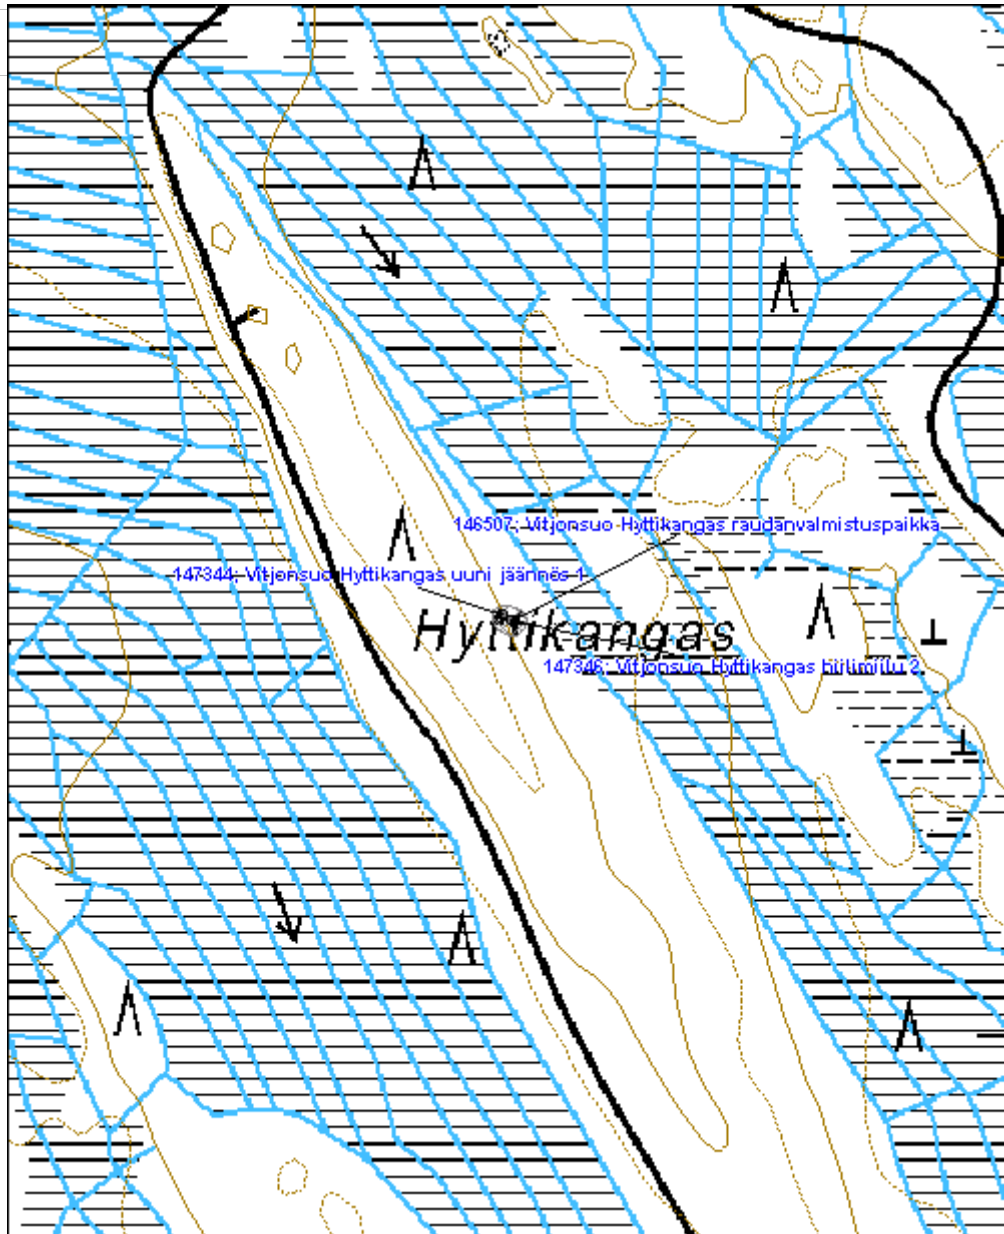 146507; Vitjonsuo Hyttikangas raudanvalmistuspaikka
147344; Vitjonsuo Hyttikangas uuni jäännös 1
Hyttikangas
147346; Vitjonsuo Hyttikangas hiilimiilu 2